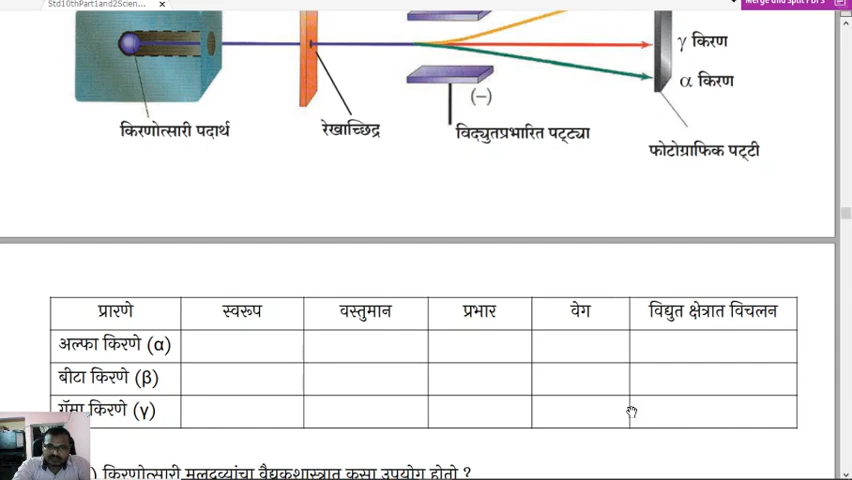 Std10thPart1and2Scien... ×
Merge and Split PDFs
γ किरण
α किरण
(–)
किरणोत्सारी पदार्थ
रेखाच्छिद्र
विद्युतप्रभारित पट्ट्या
फोटोग्राफिक पट्टी
प्रारणे स्वरूप वस्तुमान प्रभार वेग विद्युत क्षेत्रात विचलन
अल्फा किरणे (α)
बीटा किरणे (β)
गॅमा किरणे (γ)
) किरणोत्सारी मूलद्रव्यांचा वैद्यकशास्त्रात कसा उपयोग होतो ?